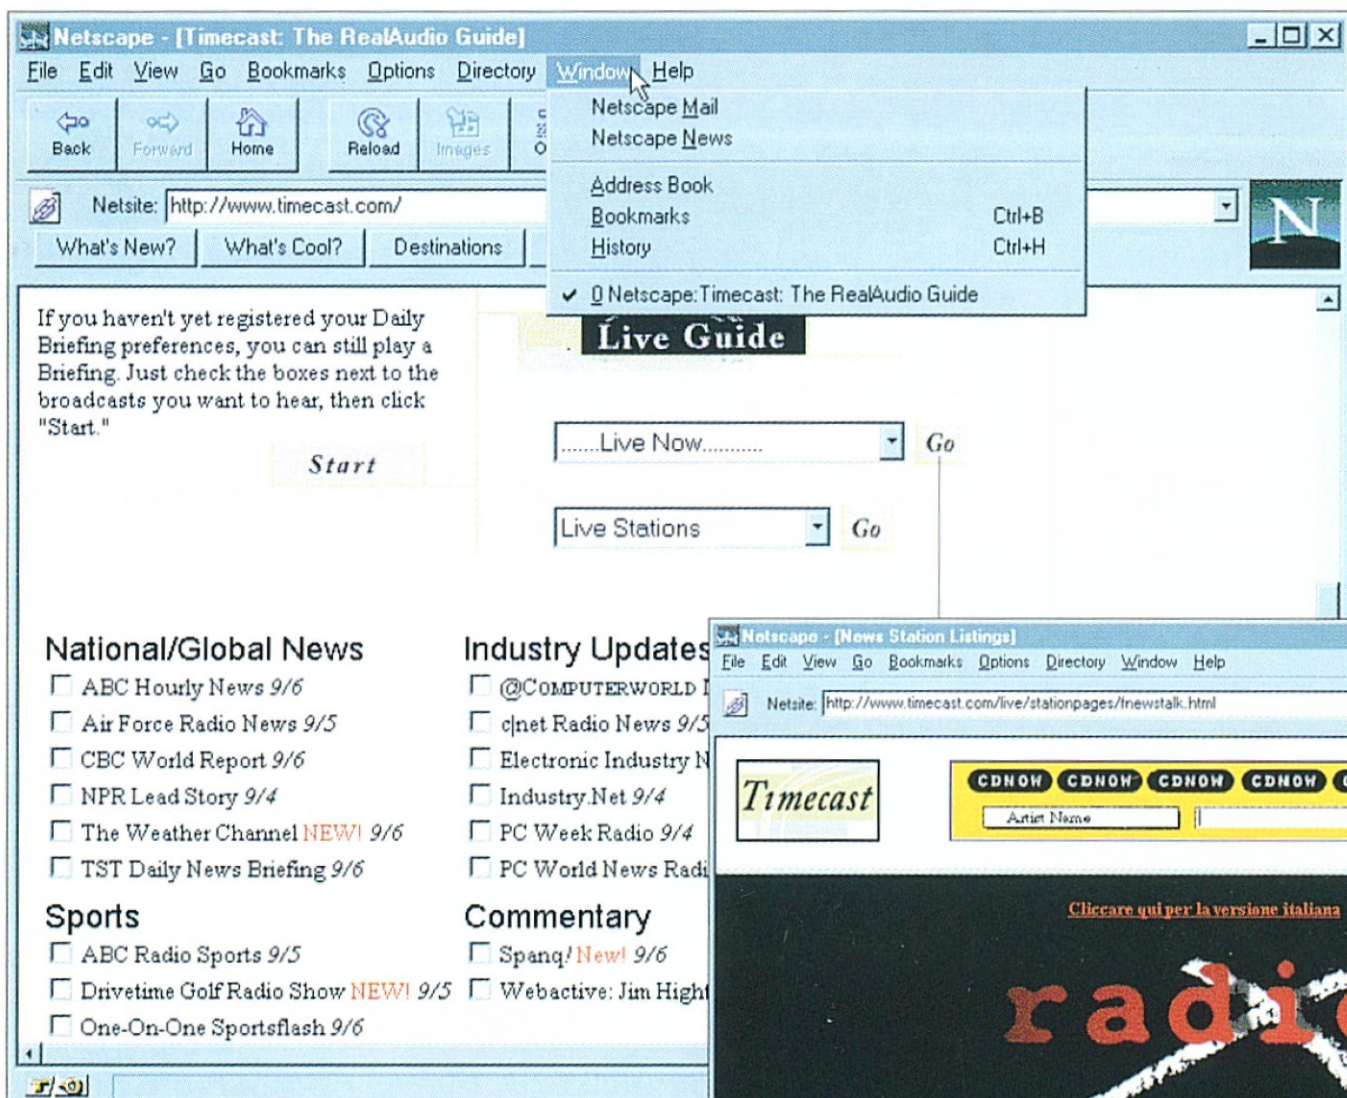 Netscape - [Timecast: The RealAudio Guide]
File Edit View Go Bookmarks Options Directory Window Help
Netscape Mail
Netscape News
Address Book
Bookmarks Ctrl+B
History Ctrl+H
✓ 0 Netscape: Timecast: The RealAudio Guide
Back Forward Home Reload Images
Netsite: http://www.timecast.com/
N
What's New? What's Cool? Destinations
If you haven't yet registered your Daily
Briefing preferences, you can still play a
Briefing. Just check the boxes next to the
broadcasts you want to hear, then click
"Start."
Start
Live Guide
......Live Now........... Go
Live Stations Go
National/Global News
ABC Hourly News 9/6
Air Force Radio News 9/5
CBC World Report 9/6
NPR Lead Story 9/4
The Weather Channel NEW! 9/6
TST Daily News Briefing 9/6
Sports
ABC Radio Sports 9/5
Drivetime Golf Radio Show NEW! 9/5
One-On-One Sportsflash 9/6
Industry Updates
@COMPUTERWORLD
c|net Radio News 9/5
Electronic Industry
Industry.Net 9/4
PC Week Radio 9/4
PC World News
Commentary
Spanq! New! 9/6
Webactive: Jim
Netscape - [News Station Listings]
File Edit View Go Bookmarks Options Directory Window Help
Netsite: http://www.timecast.com/live/stationpages/fnewstalk.html
Timecast
CDNOW CDNOW CDNOW CDNOW
Artist Name
Cliccare qui per la versione italiana
radi